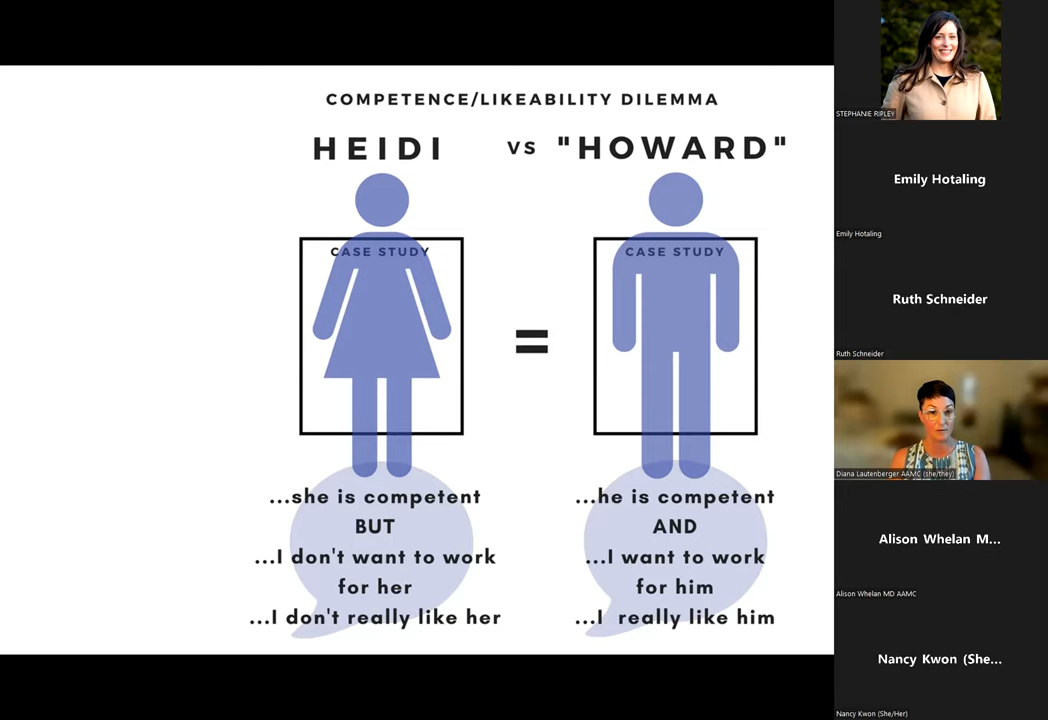 COMPETENCE/LIKEABILITY DILEMMA
HEIDI VS "HOWARD"
CASE STUDY
CASE STUDY
=
...she is competent
BUT
...I don't want to work
for her
...I don't really like her
...he is competent
AND
...I want to work
for him
...I really like him
STEPHANIE RIPLEY
Emily Hotaling
Emily Hotaling
Ruth Schneider
Ruth Schneider
Diana Lautenberger AAMC (she/they)
Alison Whelan M...
Alison Whelan MD AAMC
Nancy Kwon (She...
Nancy Kwon (She/Her)